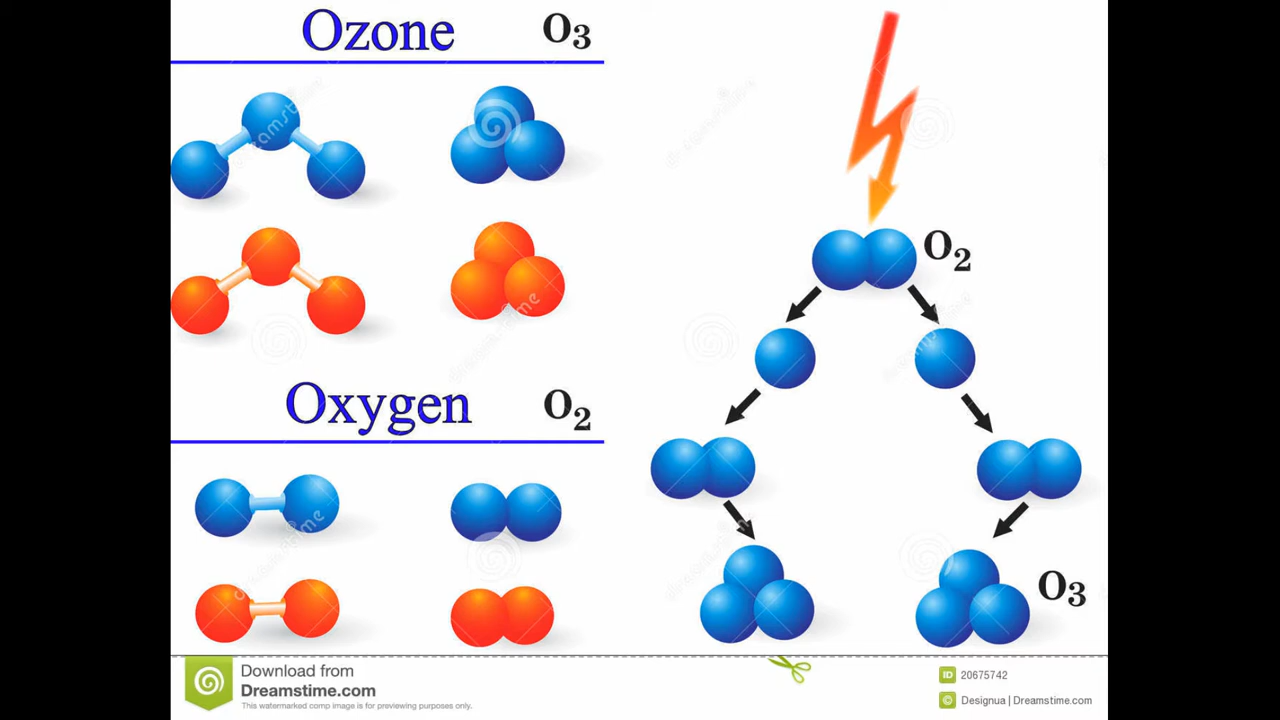 Ozone O3
Oxygen O2
O2
O3
Download from
Dreamstime.com
This watermarked comp image is for previewing purposes only.
ID 20675742
© Designua | Dreamstime.com